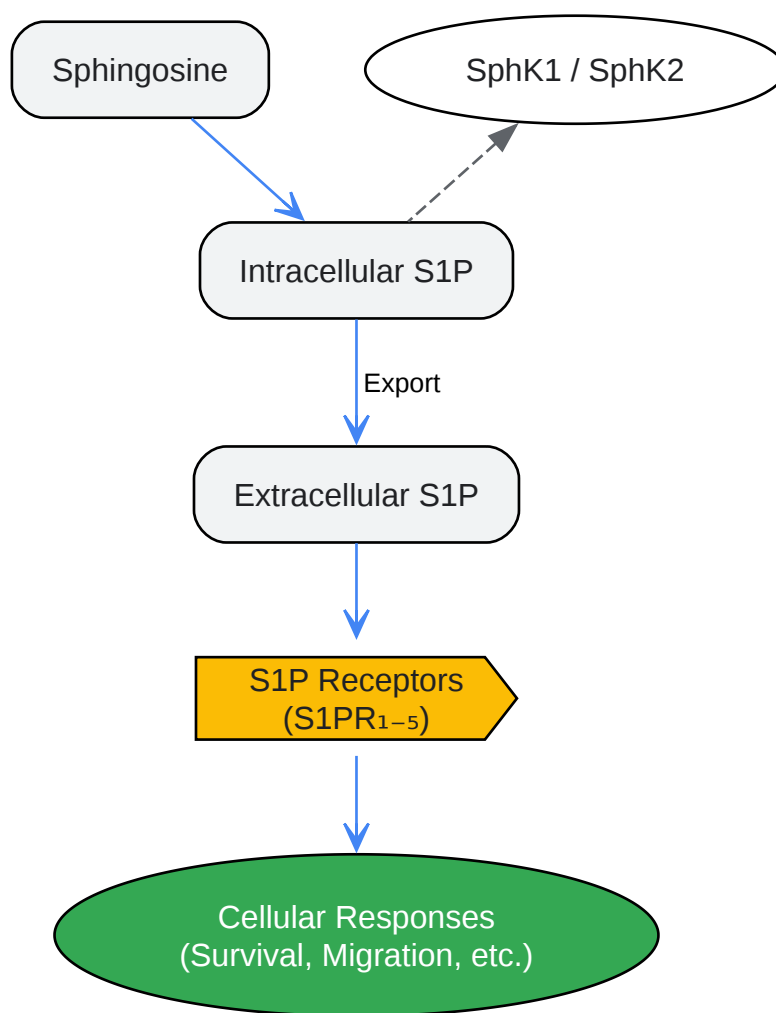 Sphingosine
SphK1 / SphK2
Intracellular S1P
Export
Extracellular S1P
S1P Receptors
(S1PR₁₋₅)
Cellular Responses
(Survival, Migration, etc.)